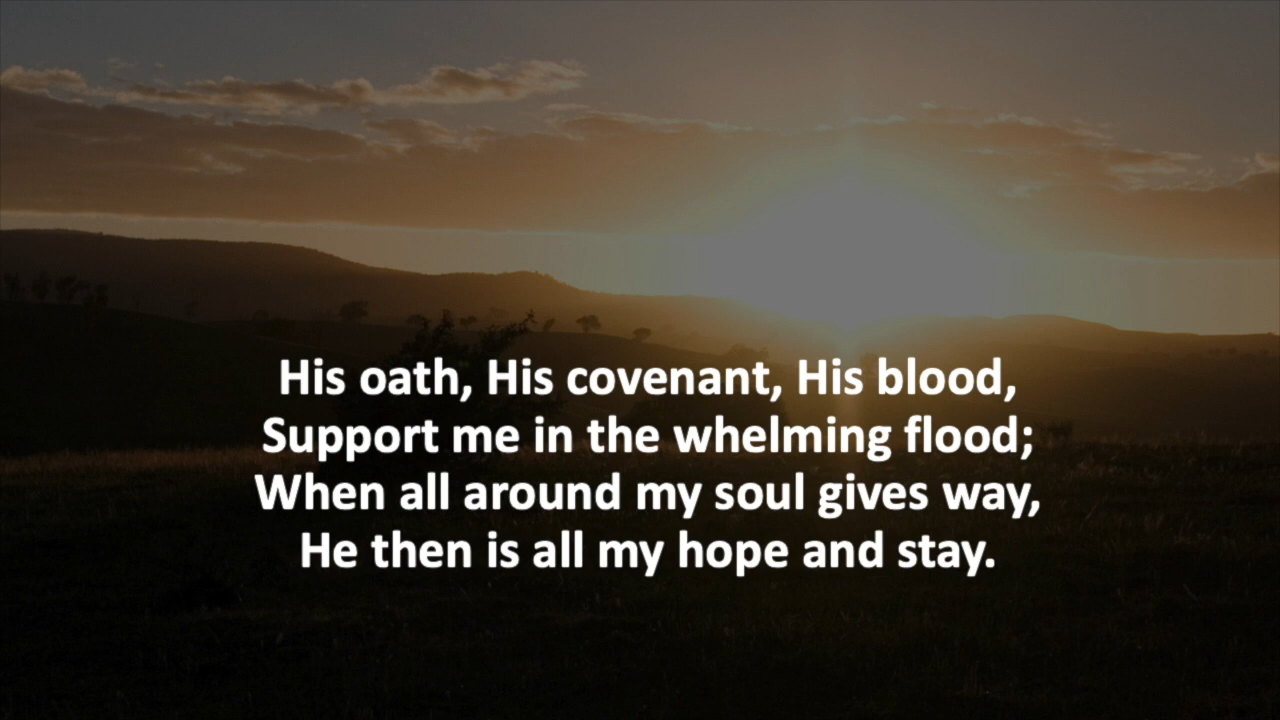 His oath, His covenant, His blood,
Support me in the whelming flood;
When all around my soul gives way,
He then is all my hope and stay.